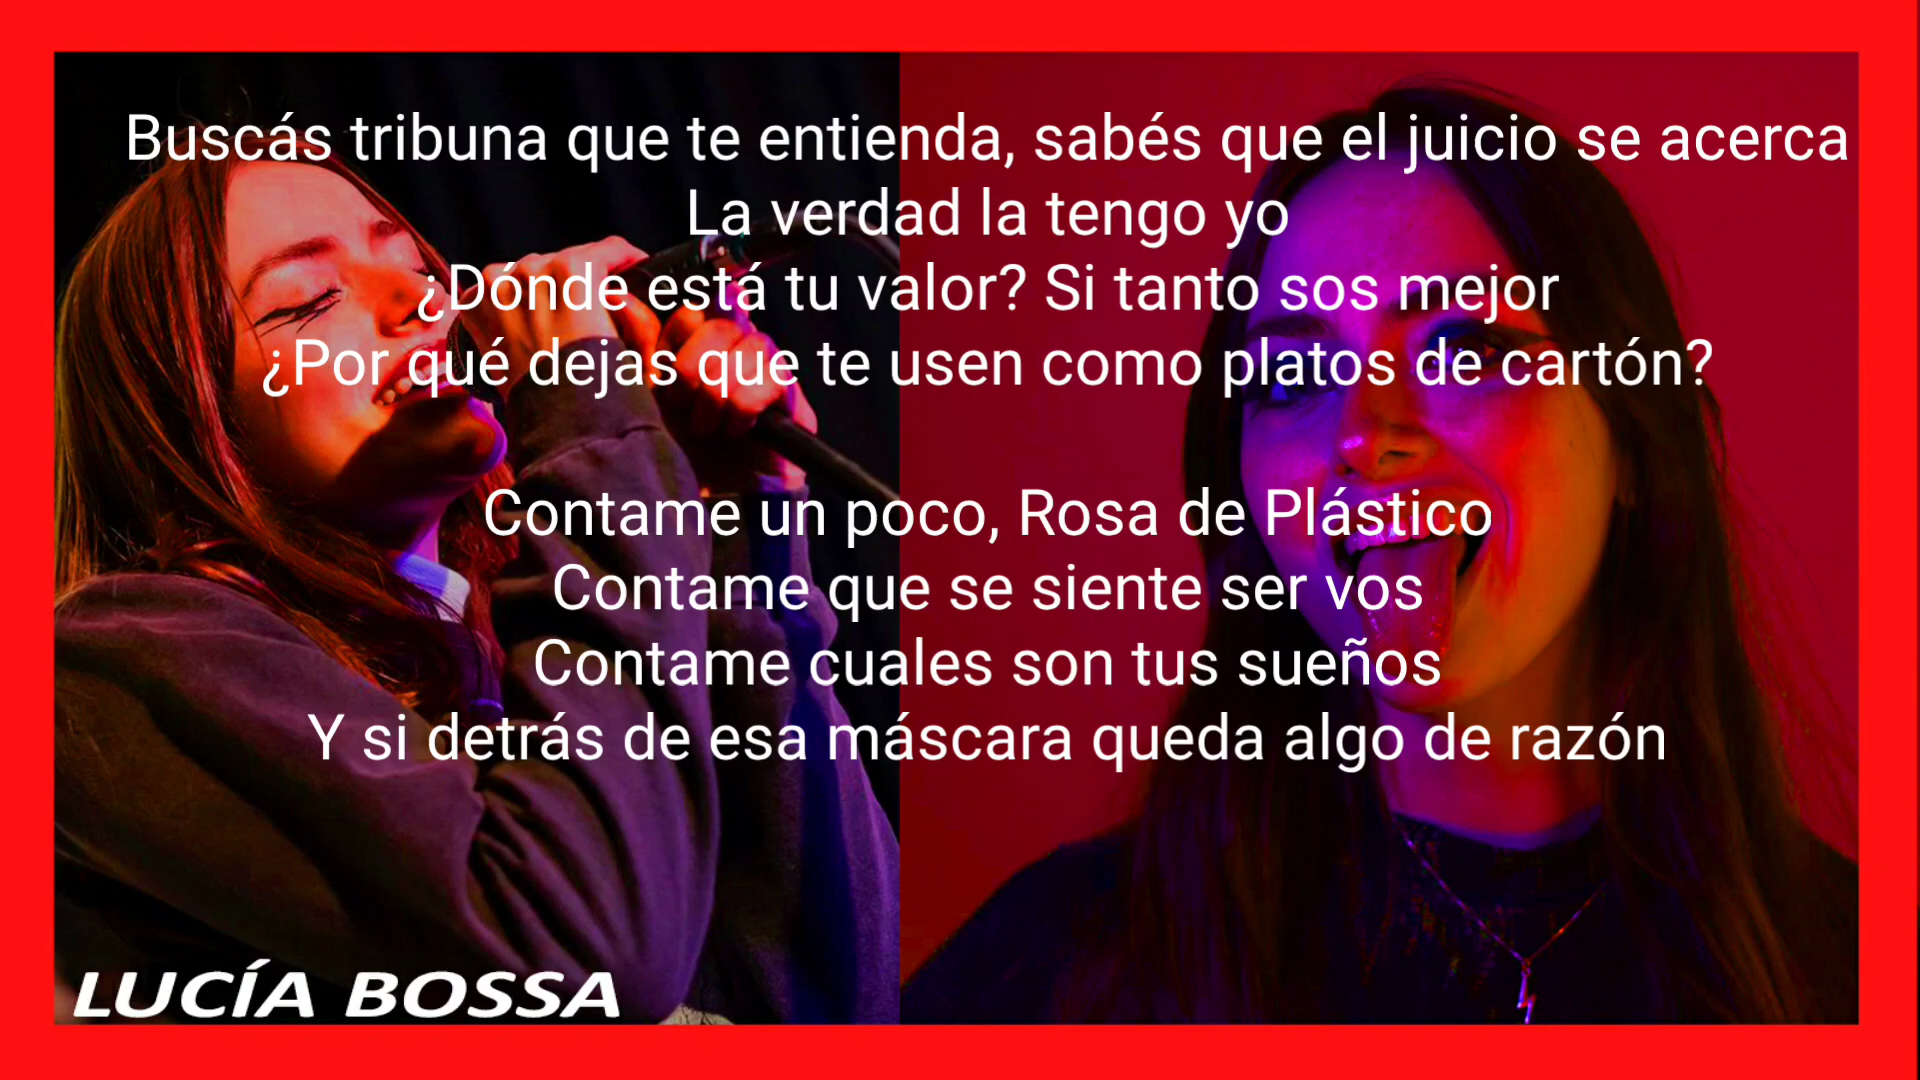 Buscás tribuna que te entienda, sabés que el juicio se acerca
La verdad la tengo yo
¿Dónde está tu valor? Si tanto sos mejor
¿Por qué dejas que te usen como platos de cartón?
Contame un poco, Rosa de Plástico
Contame que se siente ser vos
Contame cuales son tus sueños
Y si detrás de esa máscara queda algo de razón
LUCÍA BOSSA